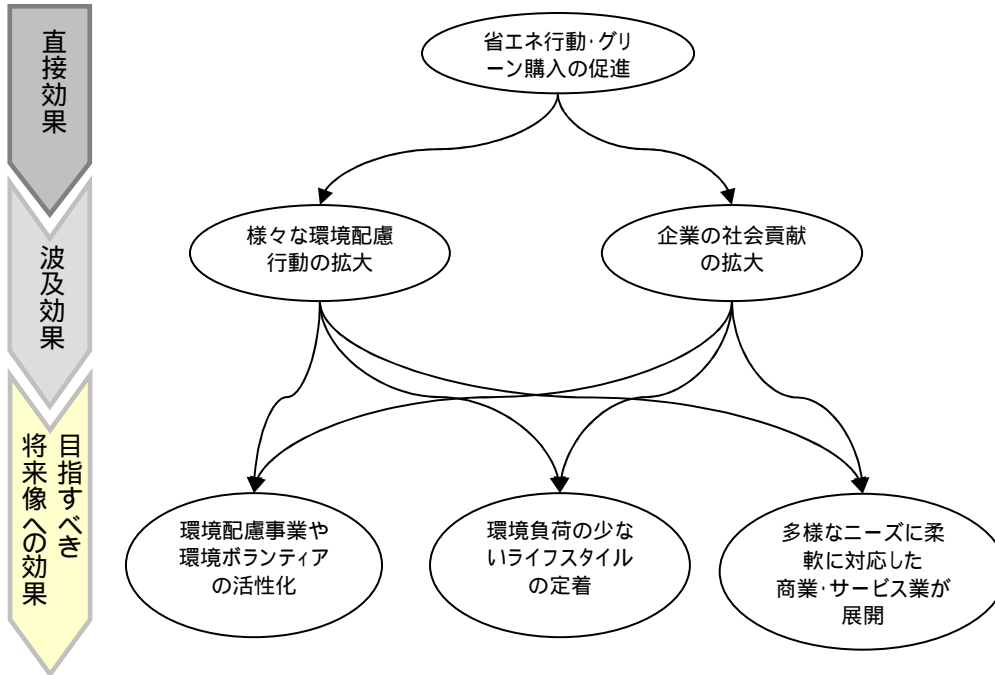 直接効果
省エネ行動・グリ
ーン購入の促進
波及効果
様々な環境配慮
行動の拡大
企業の社会貢献
の拡大
目指すべき
将来像への効果
環境配慮事業や
環境ボランティア
の活性化
環境負荷の少な
いライフスタイル
の定着
多様なニーズに柔
軟に対応した
商業・サービス業が
展開